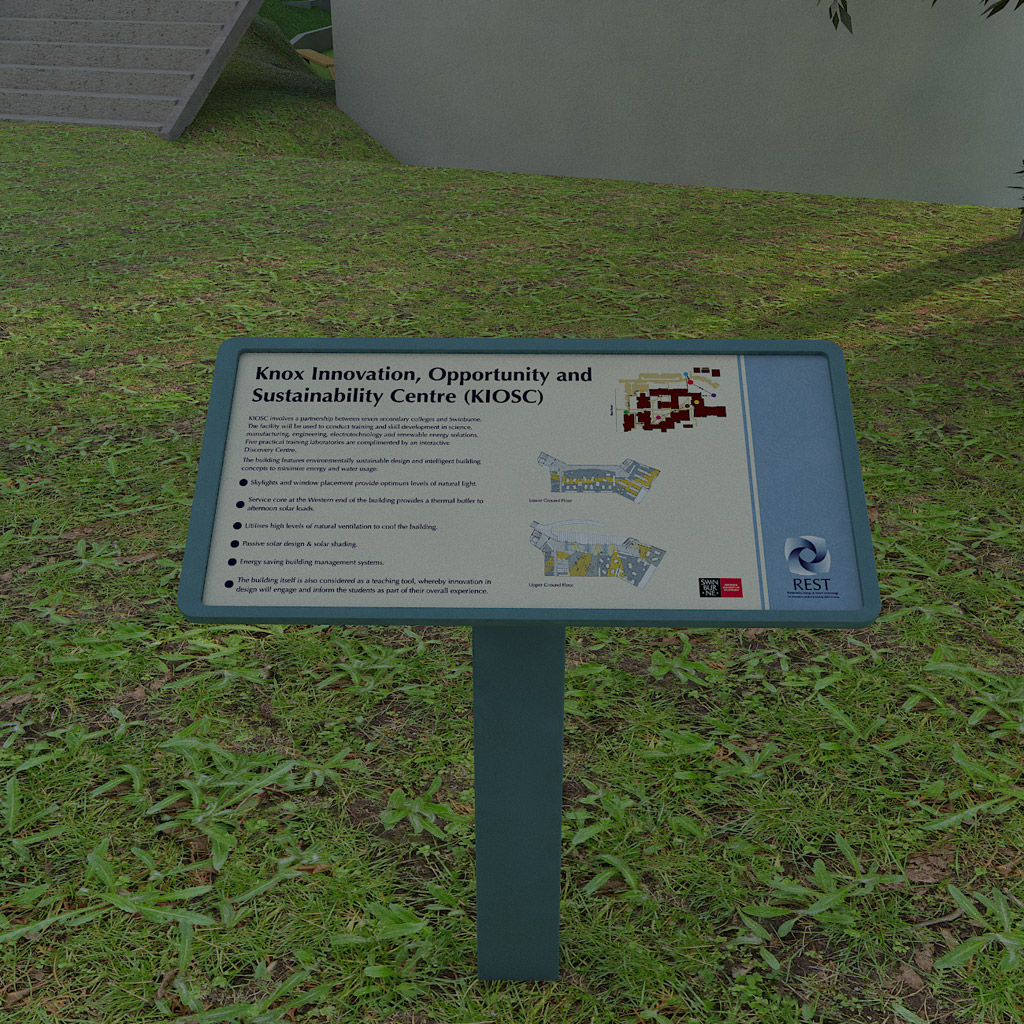 Knox Innovation, Opportunity and
Sustainability Centre (KIOSC)
KIOSC involves a partnership between seven secondary colleges and Swinburne.
The facility will be used to conduct training and skill development in science,
manufacturing, engineering, electrotechnology and renewable energy solutions.
Five practical training laboratories are complimented by an interactive
Discovery Centre.
The building features environmentally sustainable design and intelligent building
concepts to minimise energy and water usage.
Skylights and window placement provide optimum levels of natural light.
Service core at the Western end of the building provides a thermal buffer to
afternoon solar loads.
Utilises high levels of natural ventilation to cool the building.
Passive solar design & solar shading.
Energy saving building management systems.
The building itself is also considered as a teaching tool, whereby innovation in
design will engage and inform the students as part of their overall experience.
Lower Ground Floor
Upper Ground Floor
SWIN
BUR
NE
REST